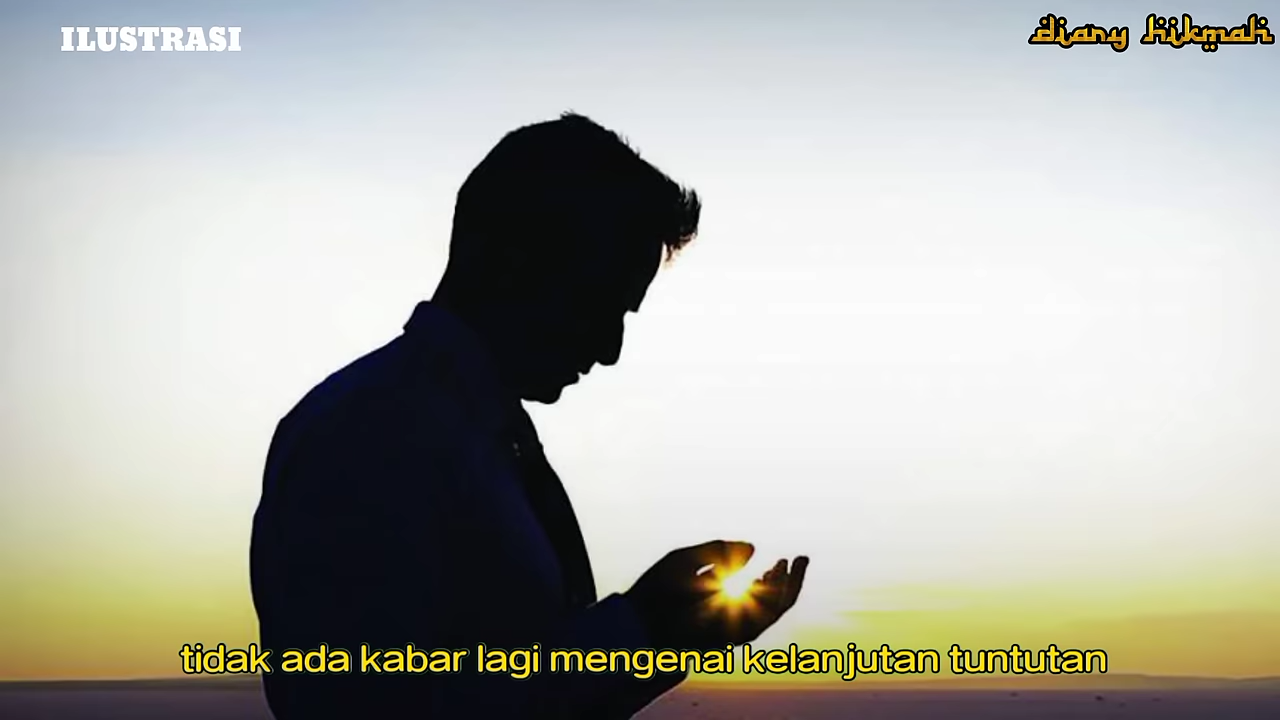 ILUSTRASI
diary hikmah
tidak ada kabar lagi mengenai kelanjutan tuntutan